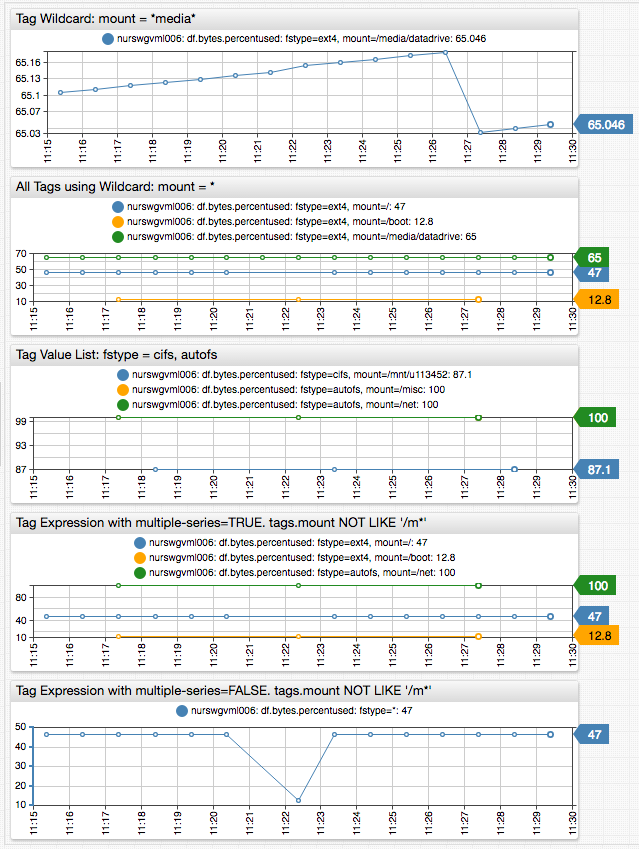 Tag Wildcard: mount = *media*
nurswgvml006: df.bytes.percentused: fstype=ext4, mount=/media/datadrive: 65.046
65.16
65.13
65.1
65.07
65.03
65.046
11:15 11:16 11:17 11:18 11:19 11:20 11:21 11:22 11:23 11:24 11:25 11:26 11:27 11:28 11:29 11:30
All Tags using Wildcard: mount = *
nurswgvml006: df.bytes.percentused: fstype=ext4, mount=/: 47
nurswgvml006: df.bytes.percentused: fstype=ext4, mount=/boot: 12.8
nurswgvml006: df.bytes.percentused: fstype=ext4, mount=/media/datadrive: 65
70
50
30
10
65
47
12.8
11:15 11:16 11:17 11:18 11:19 11:20 11:21 11:22 11:23 11:24 11:25 11:26 11:27 11:28 11:29 11:30
Tag Value List: fstype = cifs, autofs
nurswgvml006: df.bytes.percentused: fstype=cifs, mount=/mnt/u113452: 87.1
nurswgvml006: df.bytes.percentused: fstype=autofs, mount=/misc: 100
nurswgvml006: df.bytes.percentused: fstype=autofs, mount=/net: 100
99
93
87
100
87.1
11:15 11:16 11:17 11:18 11:19 11:20 11:21 11:22 11:23 11:24 11:25 11:26 11:27 11:28 11:29 11:30
Tag Expression with multiple-series=TRUE. tags.mount NOT LIKE '/m*'
nurswgvml006: df.bytes.percentused: fstype=ext4, mount=/: 47
nurswgvml006: df.bytes.percentused: fstype=ext4, mount=/boot: 12.8
nurswgvml006: df.bytes.percentused: fstype=autofs, mount=/net: 100
80
40
10
100
47
12.8
11:15 11:16 11:17 11:18 11:19 11:20 11:21 11:22 11:23 11:24 11:25 11:26 11:27 11:28 11:29 11:30
Tag Expression with multiple-series=FALSE. tags.mount NOT LIKE '/m*'
nurswgvml006: df.bytes.percentused: fstype=*: 47
50
40
30
20
10
47
11:15 11:16 11:17 11:18 11:19 11:20 11:21 11:22 11:23 11:24 11:25 11:26 11:27 11:28 11:29 11:30